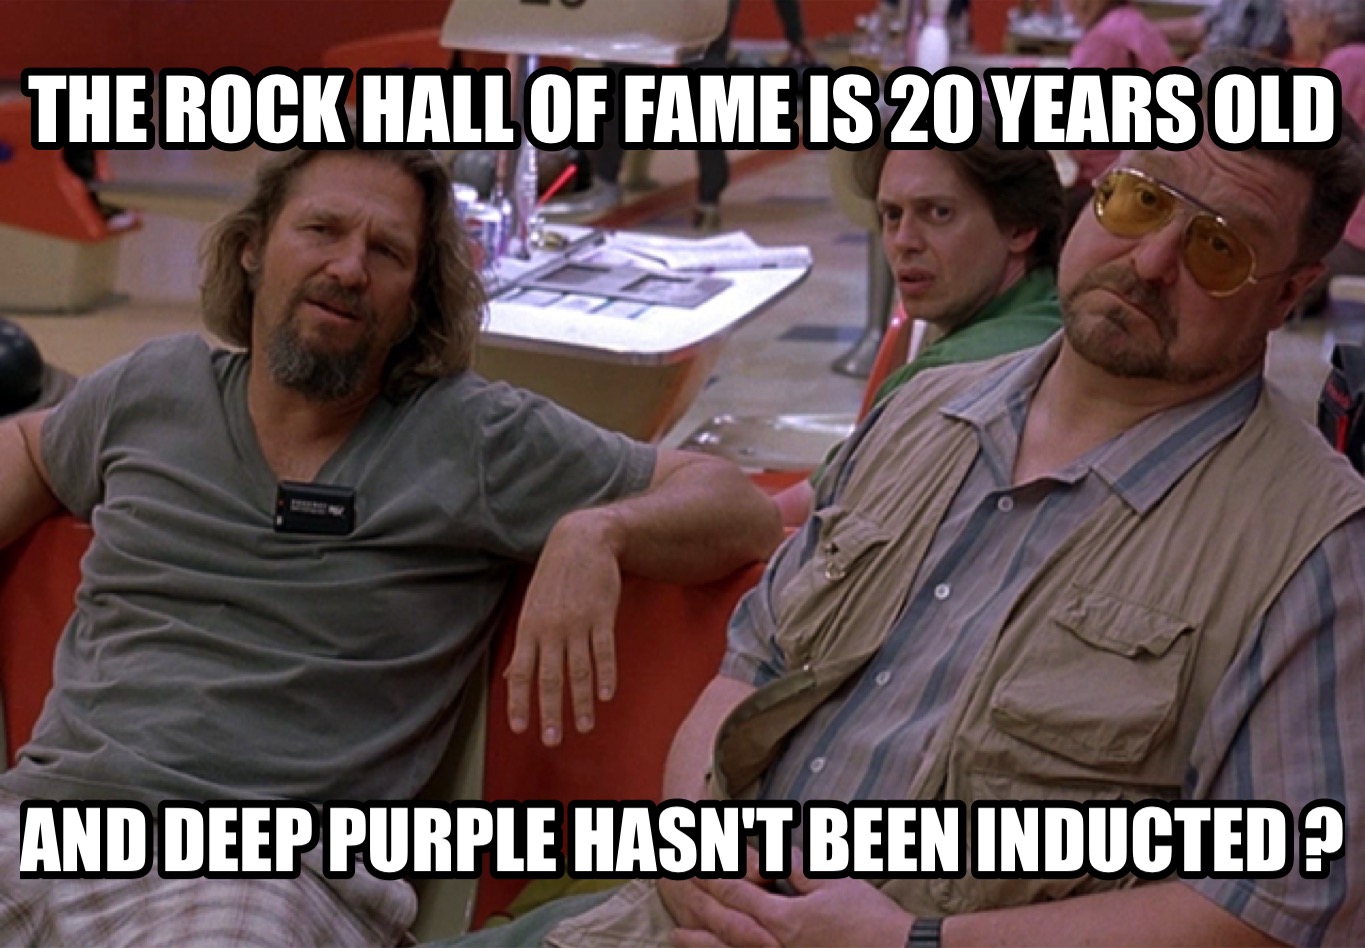 THE ROCK HALL OF FAME IS 20 YEARS OLD
AND DEEP PURPLE HASN'T BEEN INDUCTED ?